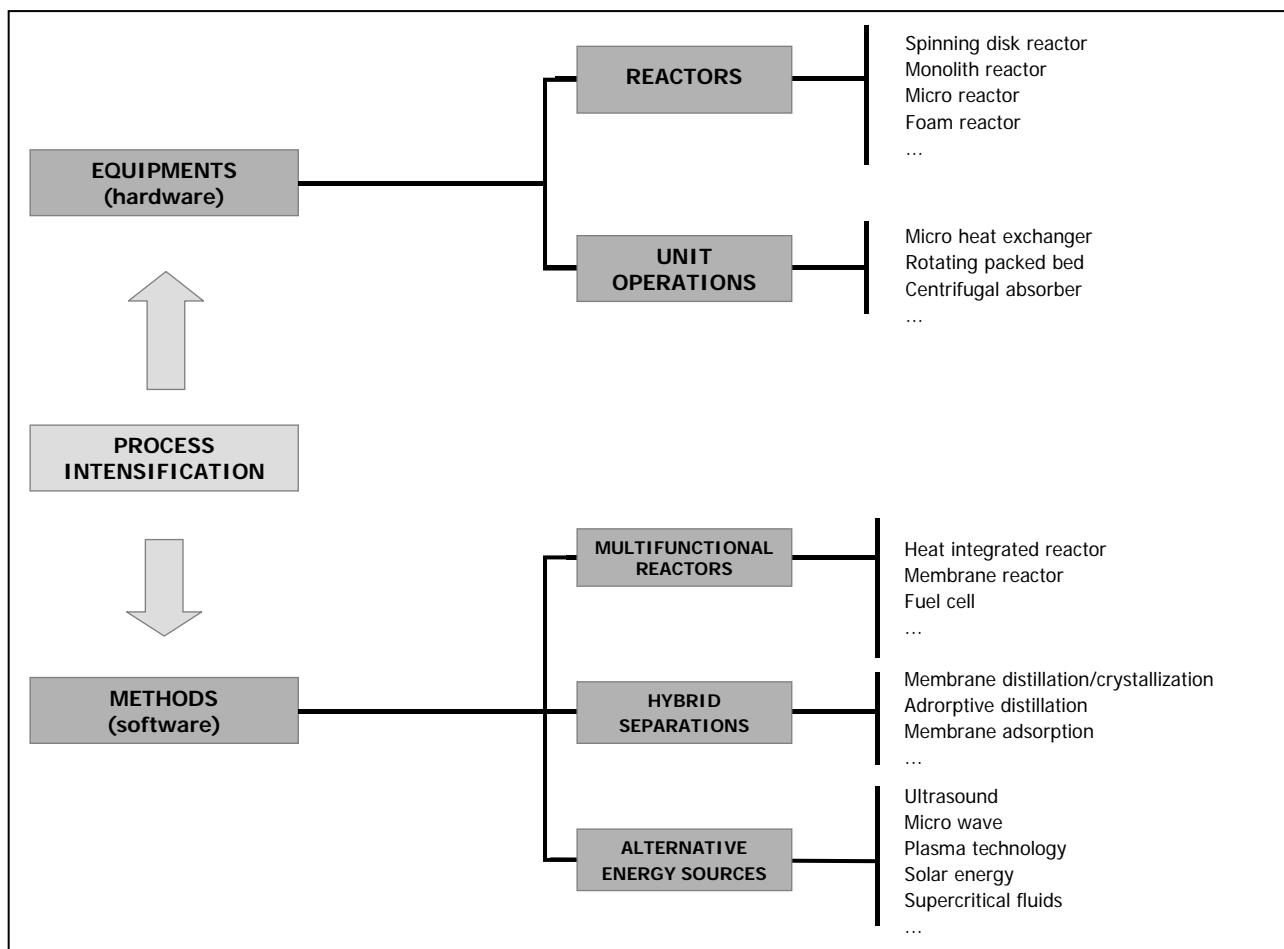 REACTORS
Spinning disk reactor
Monolith reactor
Micro reactor
Foam reactor
…
EQUIPMENTS
(hardware)
UNIT
OPERATIONS
Micro heat exchanger
Rotating packed bed
Centrifugal absorber
…
PROCESS
INTENSIFICATION
MULTIFUNCTIONAL
REACTORS
Heat integrated reactor
Membrane reactor
Fuel cell
…
METHODS
(software)
HYBRID
SEPARATIONS
Membrane distillation/crystallization
Adrorptive distillation
Membrane adsorption
…
ALTERNATIVE
ENERGY SOURCES
Ultrasound
Micro wave
Plasma technology
Solar energy
Supercritical fluids
…